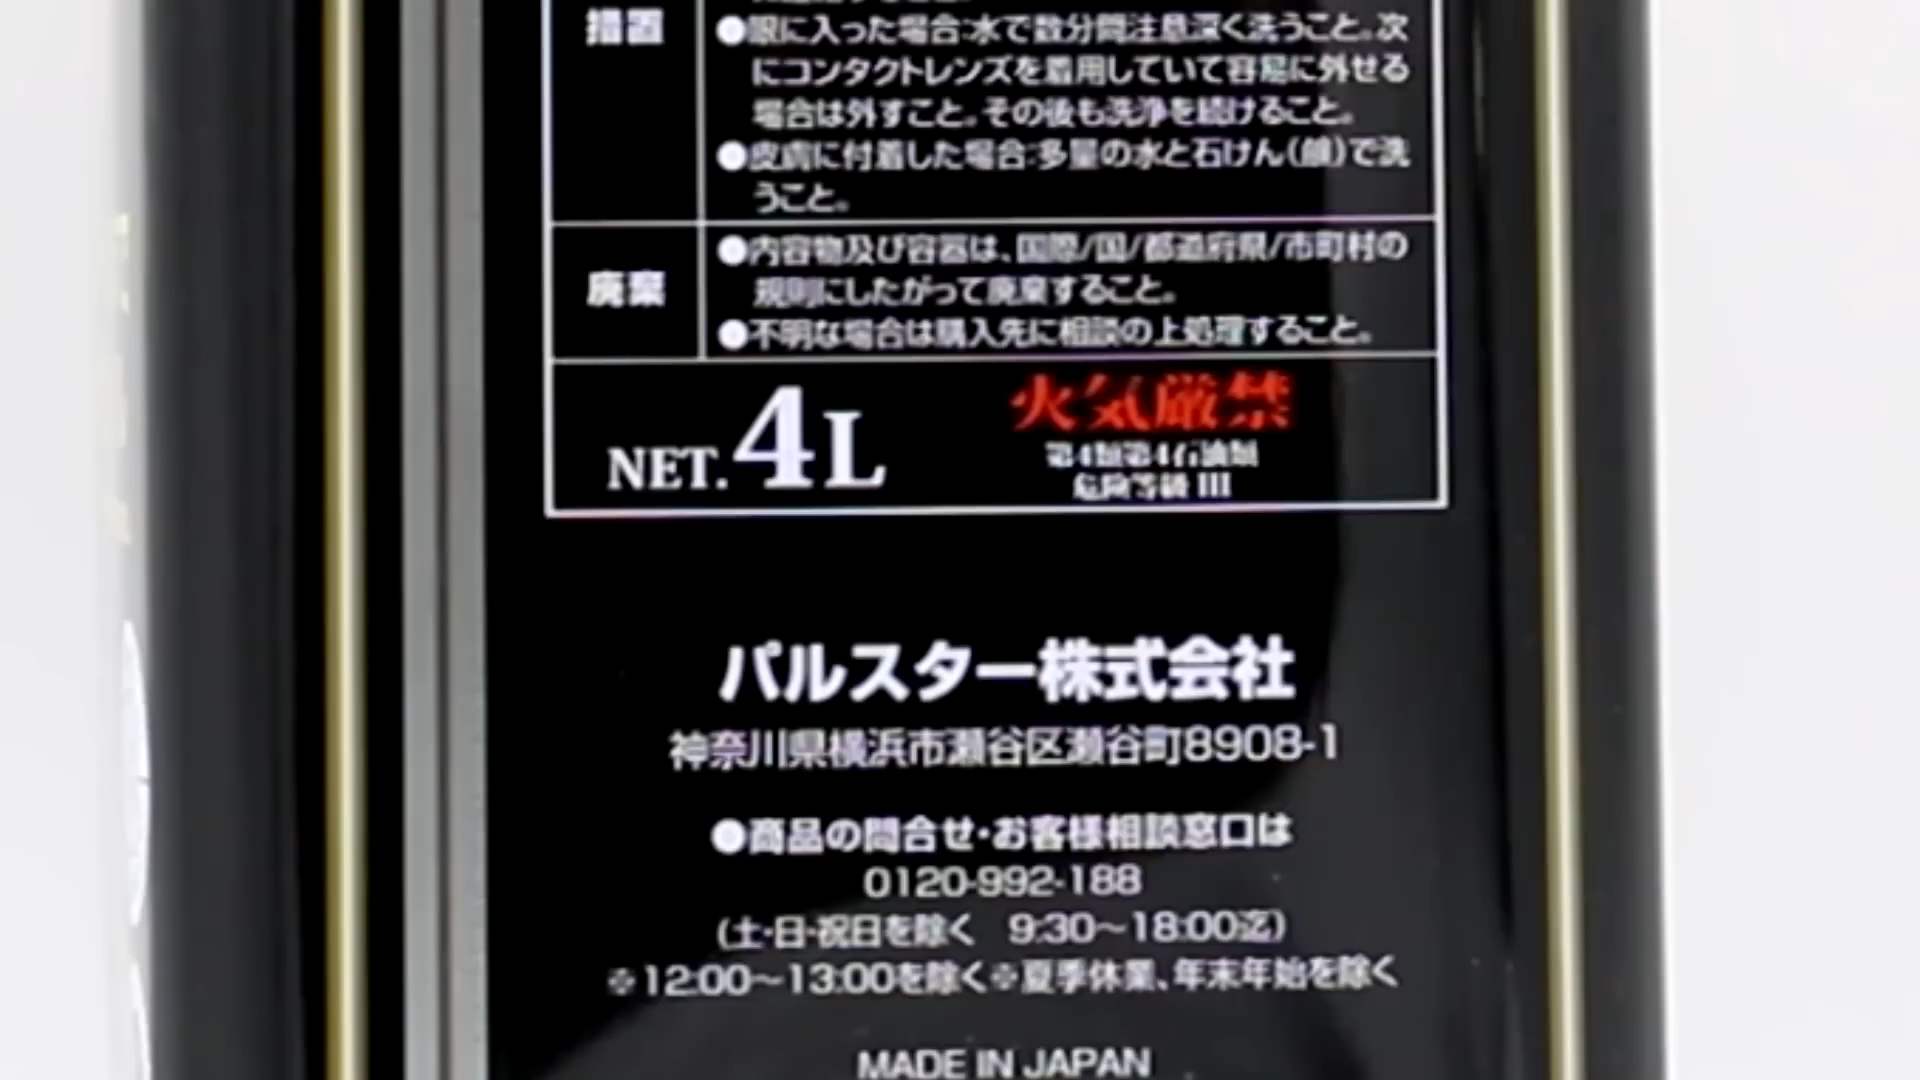 措置
●眼に入った場合:水で数分間注意深く洗うこと。次
にコンタクトレンズを着用していて容易に外せる
場合は外すこと。その後も洗浄を続けること。
●皮膚に付着した場合:多量の水と石けん(鹸)で洗
うこと。
廃棄
●内容物及び容器は、国際/国/都道府県/市町村の
規則にしたがって廃棄すること。
●不明な場合は購入先に相談の上処理すること。
NET. 4L
火気厳禁
第4類第4石油類
危険等級 III
パルスター株式会社
神奈川県横浜市瀬谷区瀬谷町8908-1
●商品の問合せ・お客様相談窓口は
0120-992-188
(土・日・祝日を除く 9:30〜18:00迄)
※12:00〜13:00を除く※夏季休業、年末年始を除く
MADE IN JAPAN